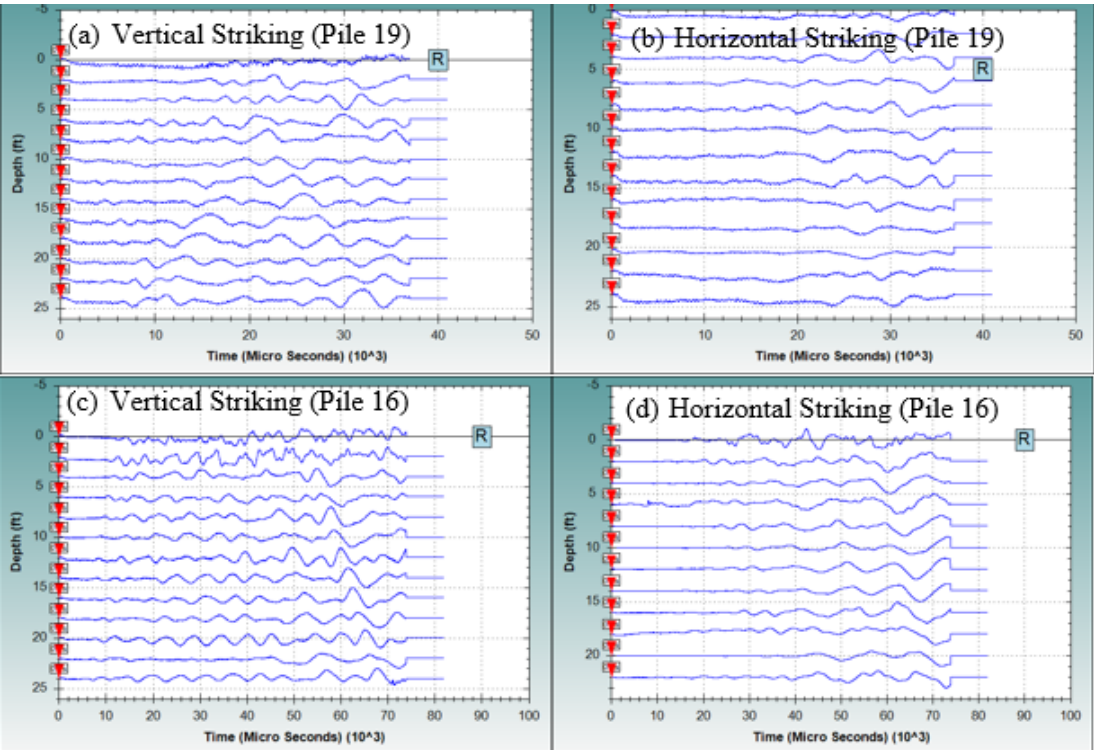 (a) Vertical Striking (Pile 19)
R
0
5
10
15
20
25
Depth (ft)
0 10 20 30 40 50
Time (Micro Seconds) (10^3)
(b) Horizontal Striking (Pile 19)
R
0
5
10
15
20
25
Depth (ft)
0 10 20 30 40 50
Time (Micro Seconds) (10^3)
(c) Vertical Striking (Pile 16)
R
-5
0
5
10
15
20
25
Depth (ft)
0 10 20 30 40 50 60 70 80 90 100
Time (Micro Seconds) (10^3)
(d) Horizontal Striking (Pile 16)
R
-5
0
5
10
15
20
Depth (ft)
0 10 20 30 40 50 60 70 80 90 100
Time (Micro Seconds) (10^3)